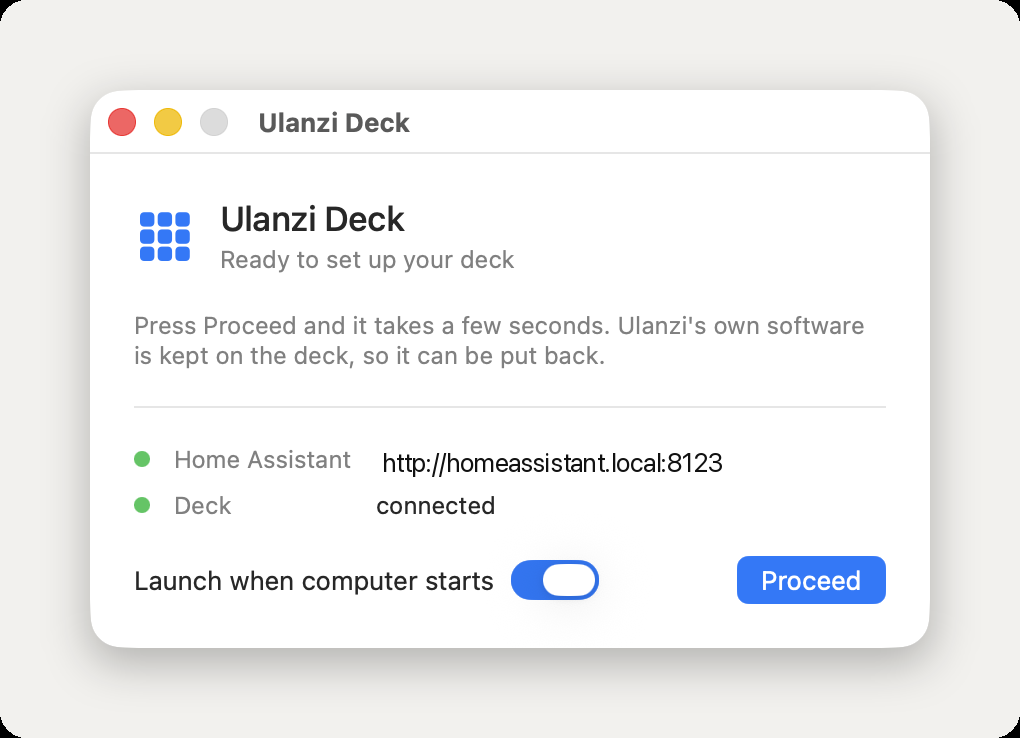 Ulanzi Deck
Ulanzi Deck
Ready to set up your deck
Press Proceed and it takes a few seconds. Ulanzi's own software
is kept on the deck, so it can be put back.
Home Assistant http://homeassistant.local:8123
Deck connected
Launch when computer starts Proceed